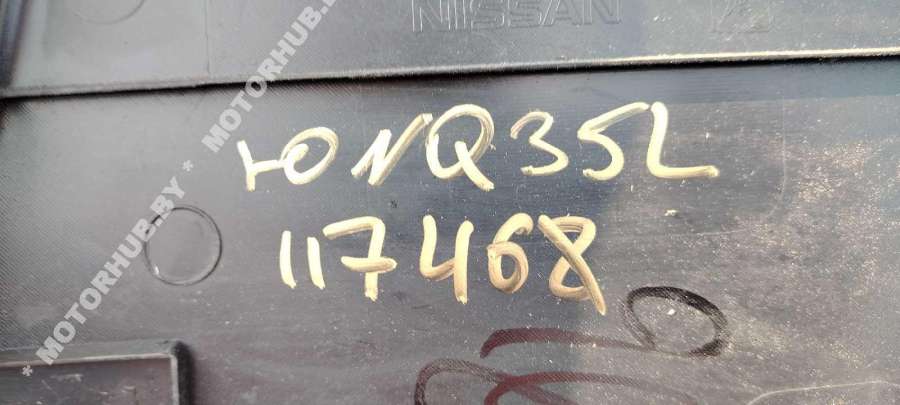 NISSAN
ЮNQ35L
117468
* MOTORHUB.BY * MOTORHUB.BY